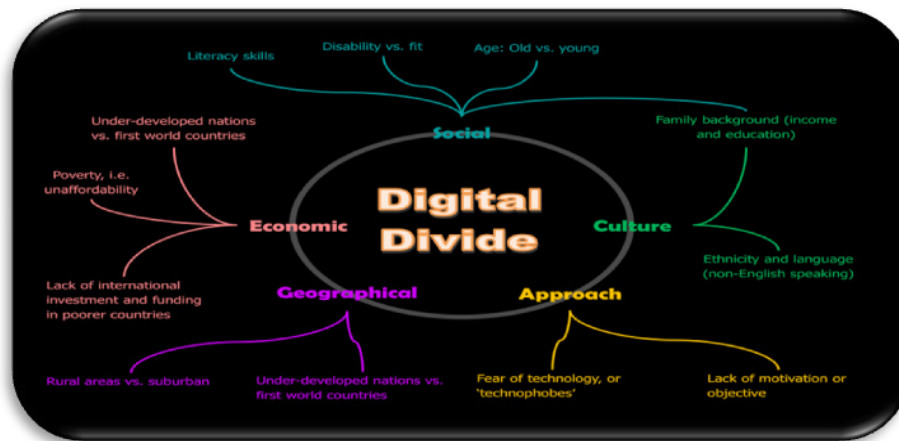 Literacy skills
Disability vs. fit
Age: Old vs. young
Social
Under-developed nations
vs. first world countries
Poverty, i.e.
unaffordability
Economic
Lack of international
investment and funding
in poorer countries
Digital
Divide
Family background (income
and education)
Culture
Ethnicity and language
(non-English speaking)
Geographical
Rural areas vs. suburban
Under-developed nations vs.
first world countries
Approach
Fear of technology, or
‘technophobes’
Lack of motivation or
objective